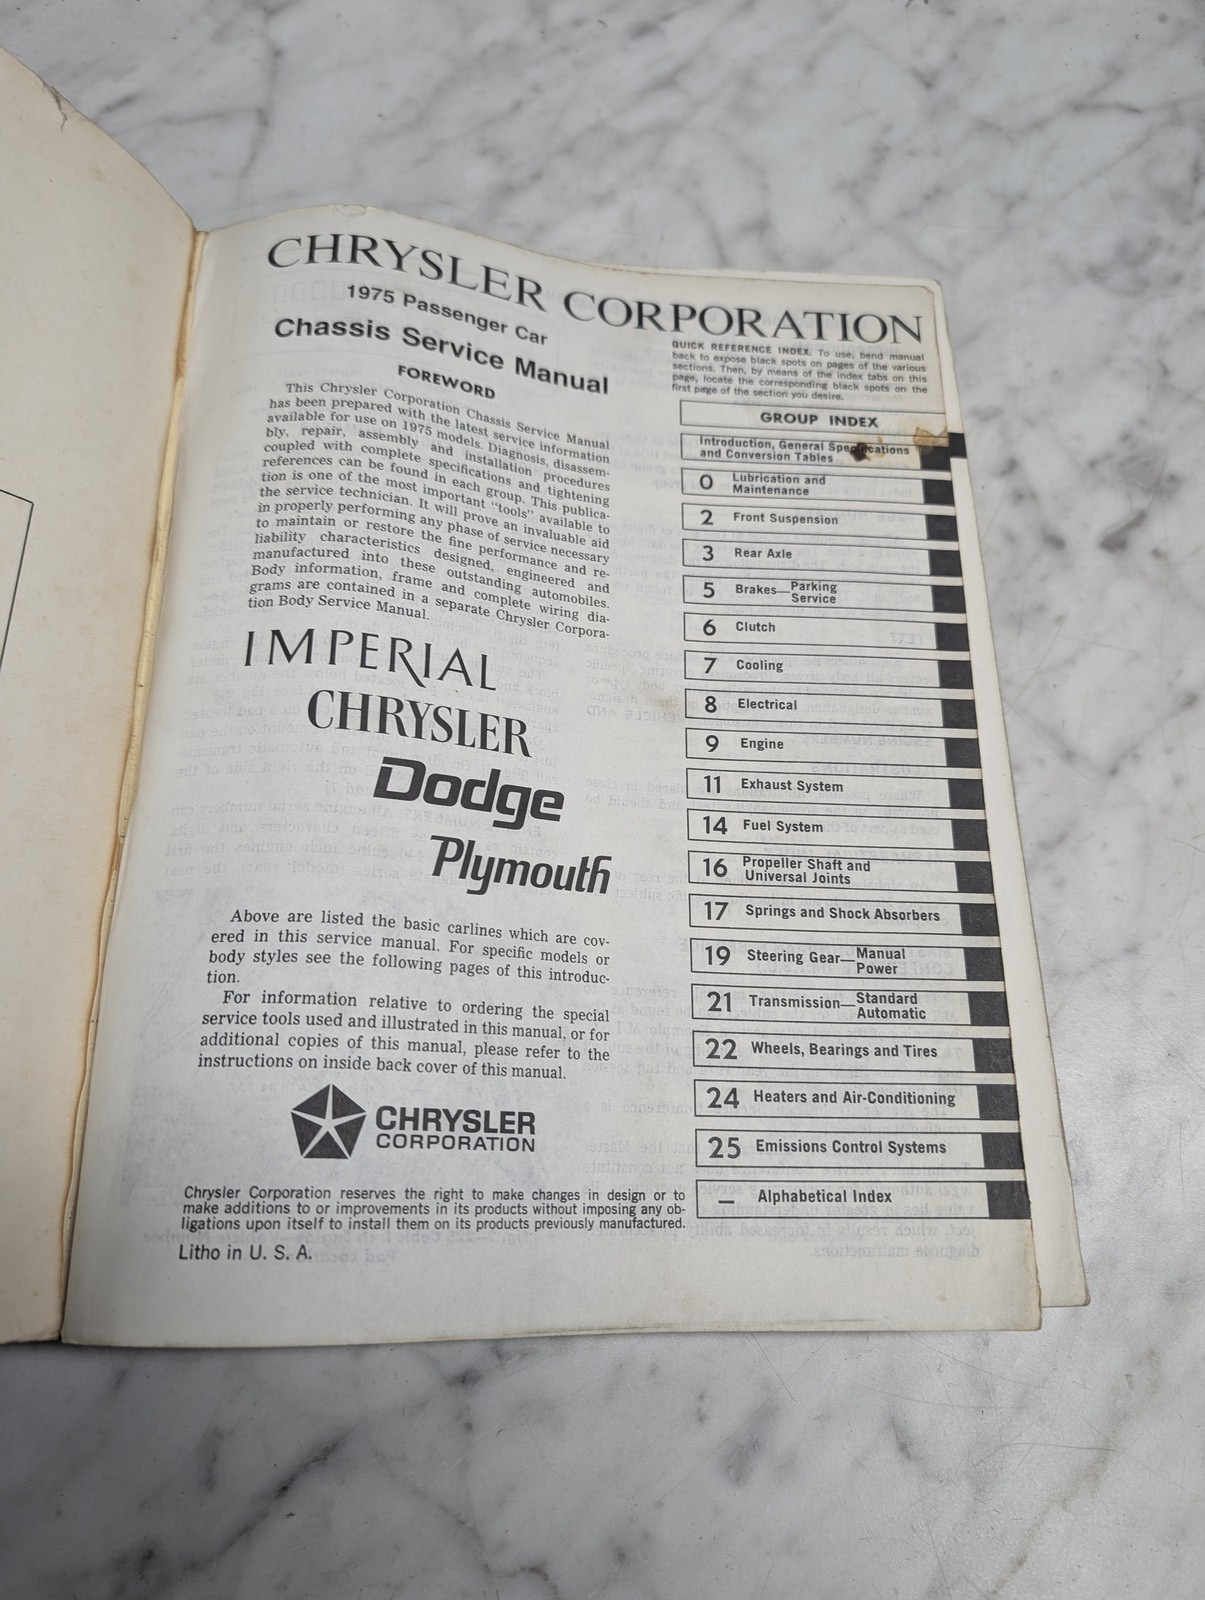 CHRYSLER CORPORATION
1975 Passenger Car
Chassis Service Manual
FOREWORD
This Chrysler Corporation Chassis Service Manual
has been prepared with the latest service information
available for use on 1975 models. Diagnosis, disassem-
bly, repair, assembly and installation procedures
coupled with complete specifications and tightening
references can be found in each group. This publica-
tion is one of the most important "tools" available to
the service technician. It will prove an invaluable aid
in properly performing any phase of service necessary
to maintain or restore the fine performance and re-
liability characteristics designed, engineered and
manufactured into these outstanding automobiles.
Body information, frame and complete wiring dia-
grams are contained in a separate Chrysler Corpora-
tion Body Service Manual.
IMPERIAL
CHRYSLER
Dodge
Plymouth
Above are listed the basic carlines which are cov-
ered in this service manual. For specific models or
body styles see the following pages of this introduc-
tion.
For information relative to ordering the special
service tools used and illustrated in this manual, or for
additional copies of this manual, please refer to the
instructions on inside back cover of this manual.
CHRYSLER
CORPORATION
Chrysler Corporation reserves the right to make changes in design or to
make additions to or improvements in its products without imposing any ob-
ligations upon itself to install them on its products previously manufactured.
Litho in U. S. A.
QUICK REFERENCE INDEX. To use, bend manual
back to expose black spots on pages of the various
sections. Then, by means of the index tabs on this
page, locate the corresponding black spots on the
first page of the section you desire.
GROUP INDEX
Introduction, General Specifications
and Conversion Tables
0 Lubrication and
Maintenance
2 Front Suspension
3 Rear Axle
5 Brakes—Parking
Service
6 Clutch
7 Cooling
8 Electrical
9 Engine
11 Exhaust System
14 Fuel System
16 Propeller Shaft and
Universal Joints
17 Springs and Shock Absorbers
19 Steering Gear—Manual
Power
21 Transmission—Standard
Automatic
22 Wheels, Bearings and Tires
24 Heaters and Air-Conditioning
25 Emissions Control Systems
— Alphabetical Index